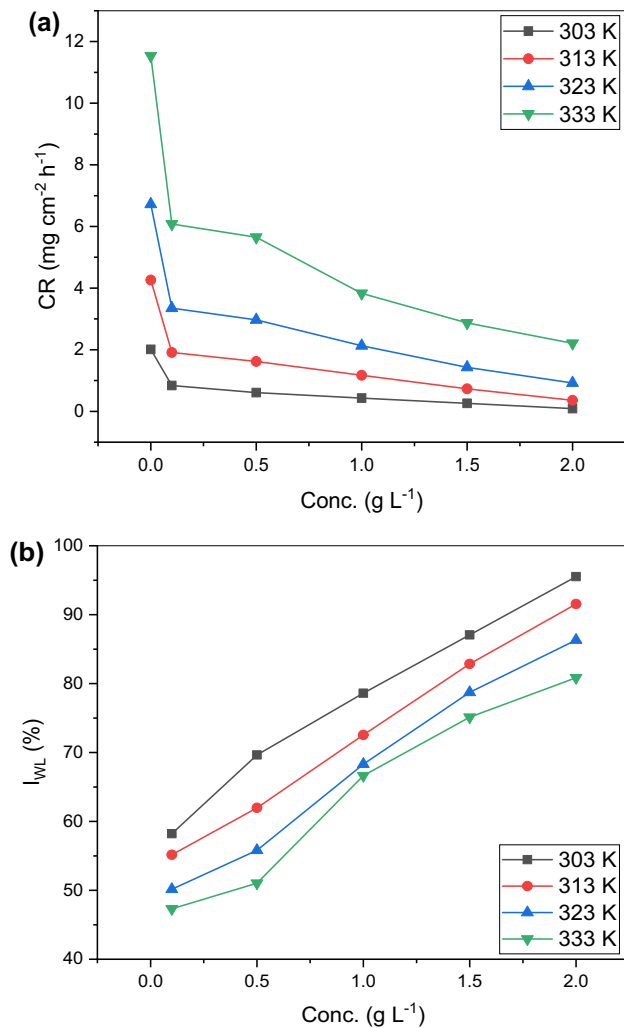 (a)
12
10
8
6
4
2
0
CR (mg cm⁻² h⁻¹)
303 K
313 K
323 K
333 K
0.0 0.5 1.0 1.5 2.0
Conc. (g L⁻¹)
(b)
100
90
80
70
60
50
40
I_WL (%)
303 K
313 K
323 K
333 K
0.0 0.5 1.0 1.5 2.0
Conc. (g L⁻¹)